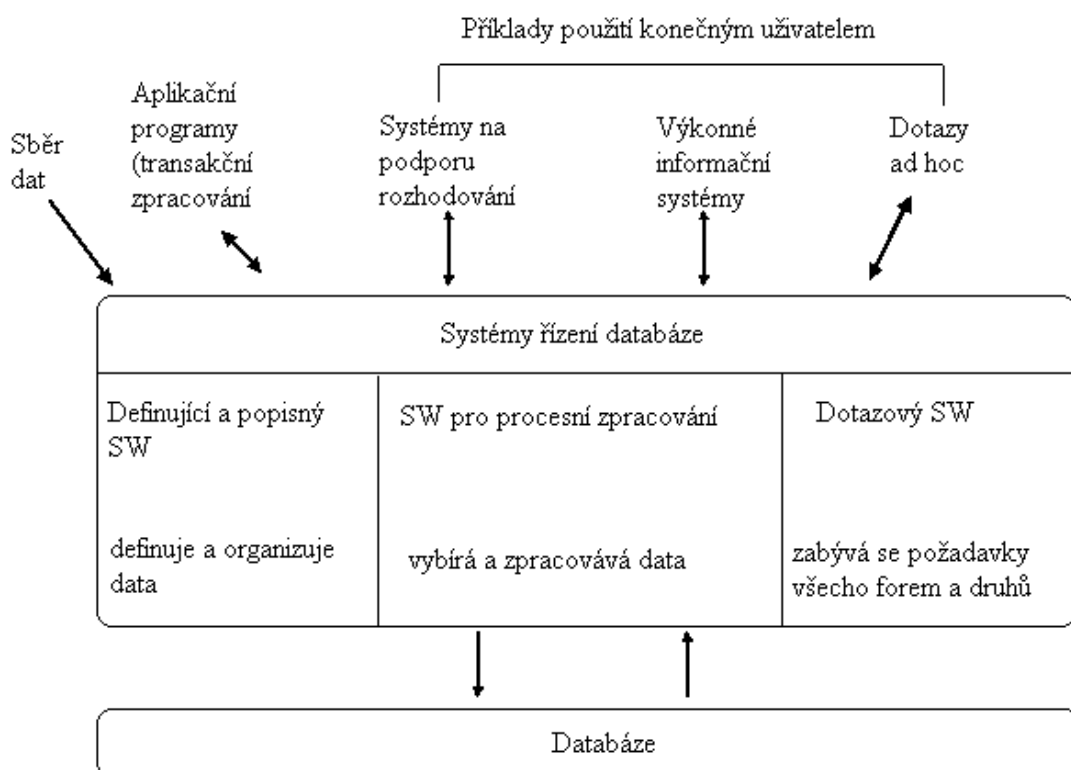 Příklady použití konečným uživatelem
Sběr
dat
Aplikační
programy
(transakční
zpracování
Systémy na
podporu
rozhodování
Výkonné
informační
systémy
Dotazy
ad hoc
Systémy řízení databáze
Definující a popisný
SW
definuje a organizuje
data
SW pro procesní zpracování
vybírá a zpracovává data
Dotazový SW
zabývá se požadavky
všecho forem a druhů
Databáze